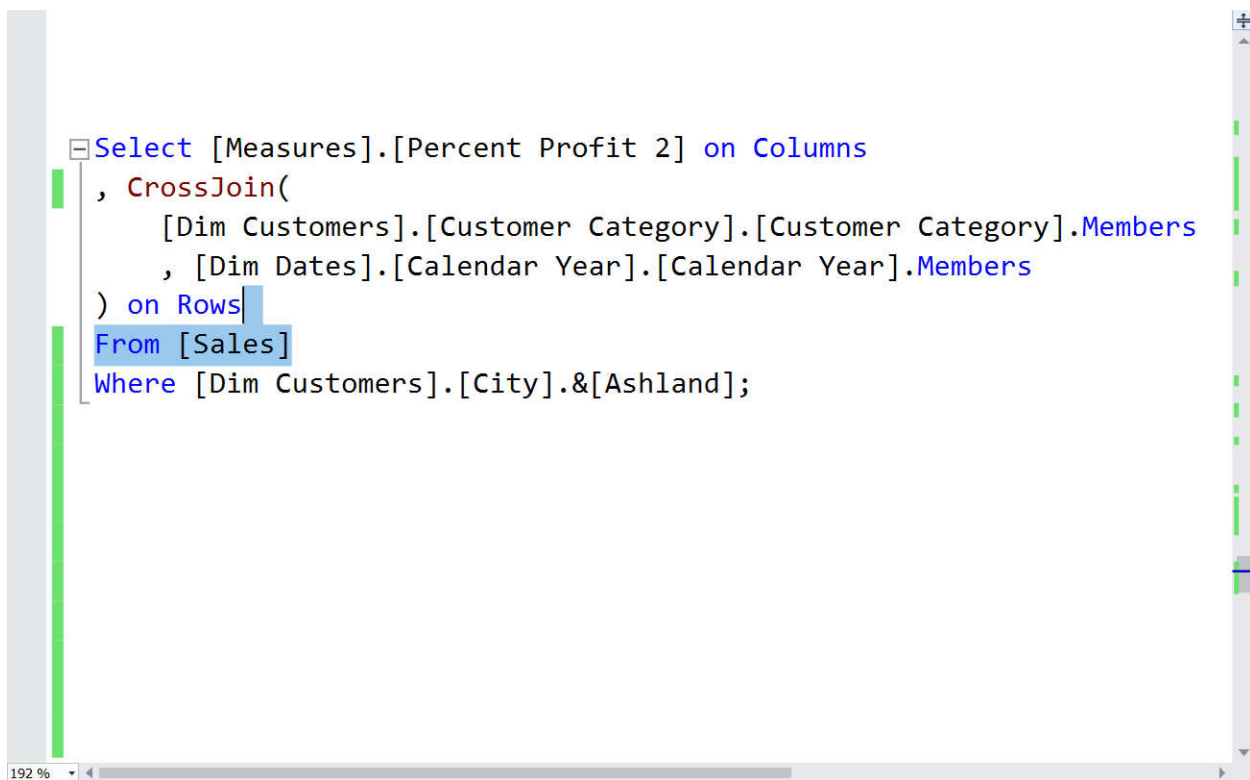 Select [Measures].[Percent Profit 2] on Columns
, CrossJoin(
[Dim Customers].[Customer Category].[Customer Category].Members
, [Dim Dates].[Calendar Year].[Calendar Year].Members
) on Rows
From [Sales]
Where [Dim Customers].[City].&[Ashland];
192 %